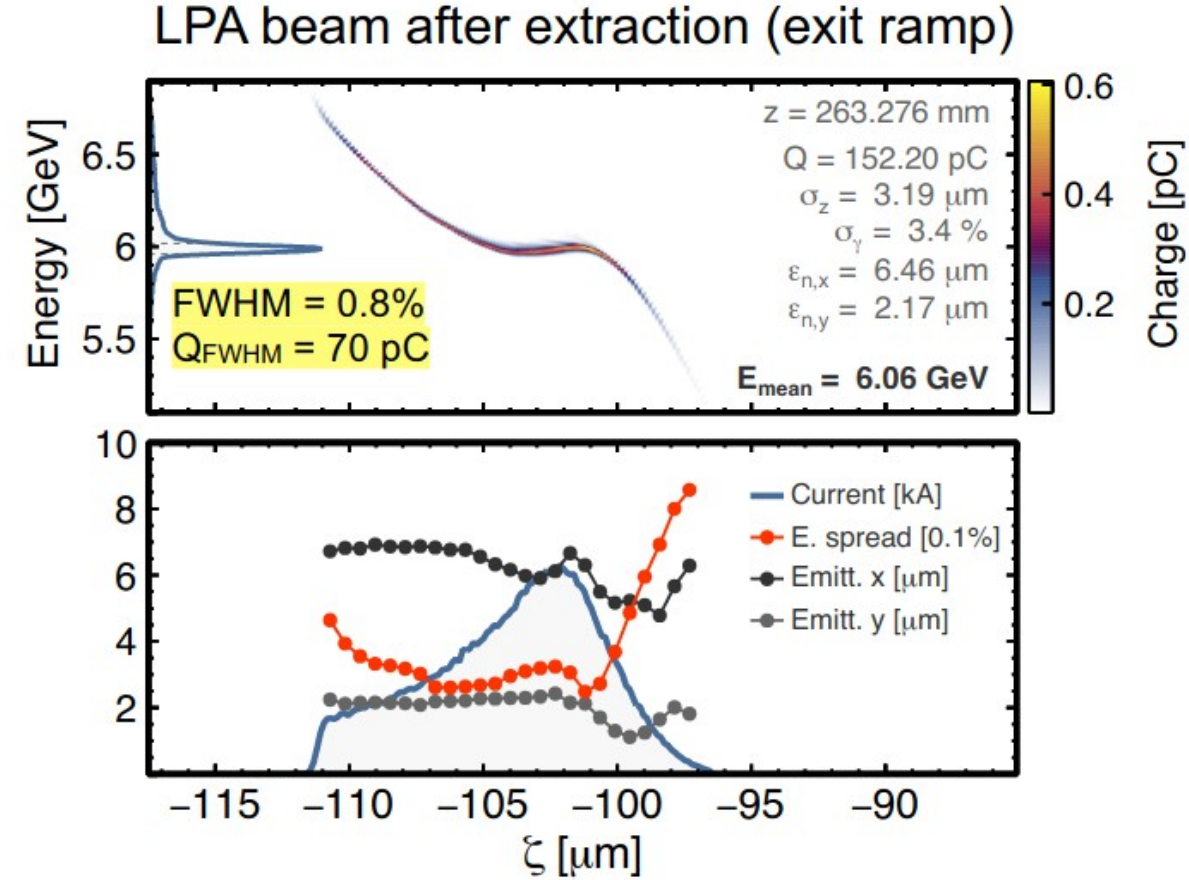 LPA beam after extraction (exit ramp)
Energy [GeV]
6.5
6
5.5
FWHM = 0.8%
QFWHM = 70 pC
z = 263.276 mm
Q = 152.20 pC
σz = 3.19 μm
σγ = 3.4 %
εn,x = 6.46 μm
εn,y = 2.17 μm
Emean = 6.06 GeV
0.6
0.4
0.2
Charge [pC]
10
8
6
4
2
Current [kA]
E. spread [0.1%]
Emitt. x [μm]
Emitt. y [μm]
−115 −110 −105 −100 −95 −90
ζ [μm]